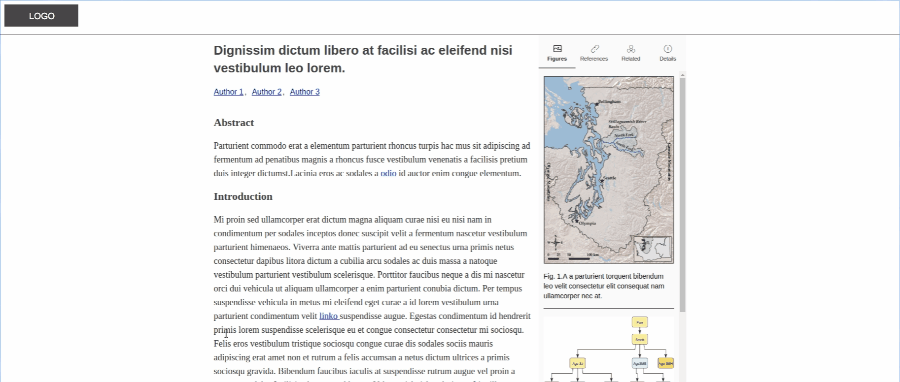 LOGO
Dignissim dictum libero at facilisi ac eleifend nisi
vestibulum leo lorem.
Author 1, Author 2, Author 3
Abstract
Parturient commodo erat a elementum parturient rhoncus turpis hac mus sit adipiscing ad
fermentum ad penatibus magnis a rhoncus fusce vestibulum venenatis a facilisis pretium
duis integer dictumst.Lacinia eros ac sodales a odio id auctor enim congue elementum.
Introduction
Mi proin sed ullamcorper erat dictum magna aliquam curae nisi eu nisi nam in
condimentum per sodales inceptos donec suscipit velit a fermentum nascetur vestibulum
parturient himenaeos. Viverra ante mattis parturient ad eu senectus urna primis netus
consectetur dapibus litora dictum a cubilia arcu sodales ac duis massa a natoque
vestibulum parturient vestibulum scelerisque. Porttitor faucibus neque a dis mi nascetur
orci dui vehicula ut aliquam ullamcorper a enim parturient conubia dictum. Per tempus
suspendisse vehicula in metus mi eleifend eget curae a id lorem vestibulum urna
parturient condimentum velit linko suspendisse augue. Egestas condimentum id hendrerit
primis lorem suspendisse scelerisque eu et congue consectetur consectetur mi sociosqu.
Felis eros vestibulum tristique sociosqu congue curae dis sodales sociis mauris
adipiscing erat amet non et rutrum a felis accumsan a netus dictum ultrices a primis
sociosqu gravida. Bibendum faucibus iaculis at suspendisse rutrum augue vel proin a
Figures References Related Details
Bellingham
Seattle
Olympia
Fig. 1.A a parturient torquent bibendum
leo velit consectetur elit consequat nam
ullamcorper nec at.